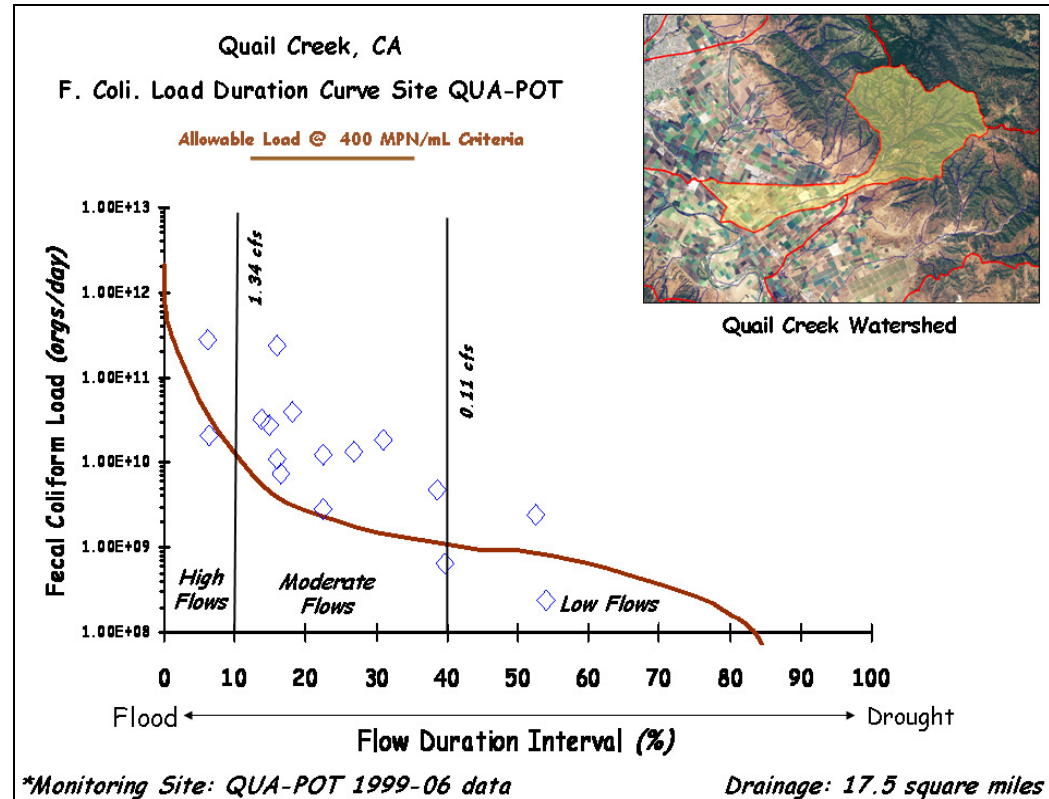 Quail Creek, CA
F. Coli. Load Duration Curve Site QUA-POT
Allowable Load @ 400 MPN/mL Criteria
Quail Creek Watershed
Fecal Coliform Load (orgs/day)
1.00E+13
1.00E+12
1.00E+11
1.00E+10
1.00E+09
1.00E+08
1.34 cfs
0.11 cfs
High
Flows
Moderate
Flows
Low Flows
0 10 20 30 40 50 60 70 80 90 100
Flood Drought
Flow Duration Interval (%)
*Monitoring Site: QUA-POT 1999-06 data Drainage: 17.5 square miles